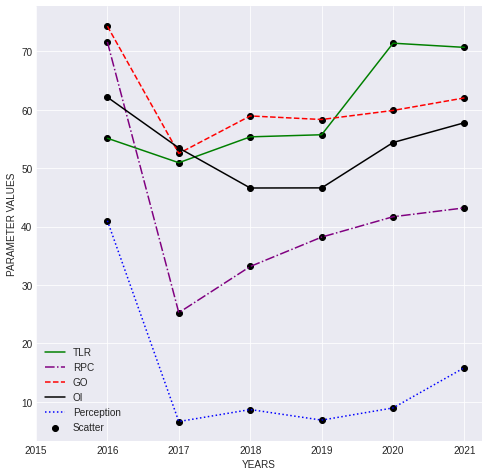 70
60
50
40
30
20
10
PARAMETER VALUES
TLR
RPC
GO
OI
Perception
Scatter
2015 2016 2017 2018 2019 2020 2021
YEARS